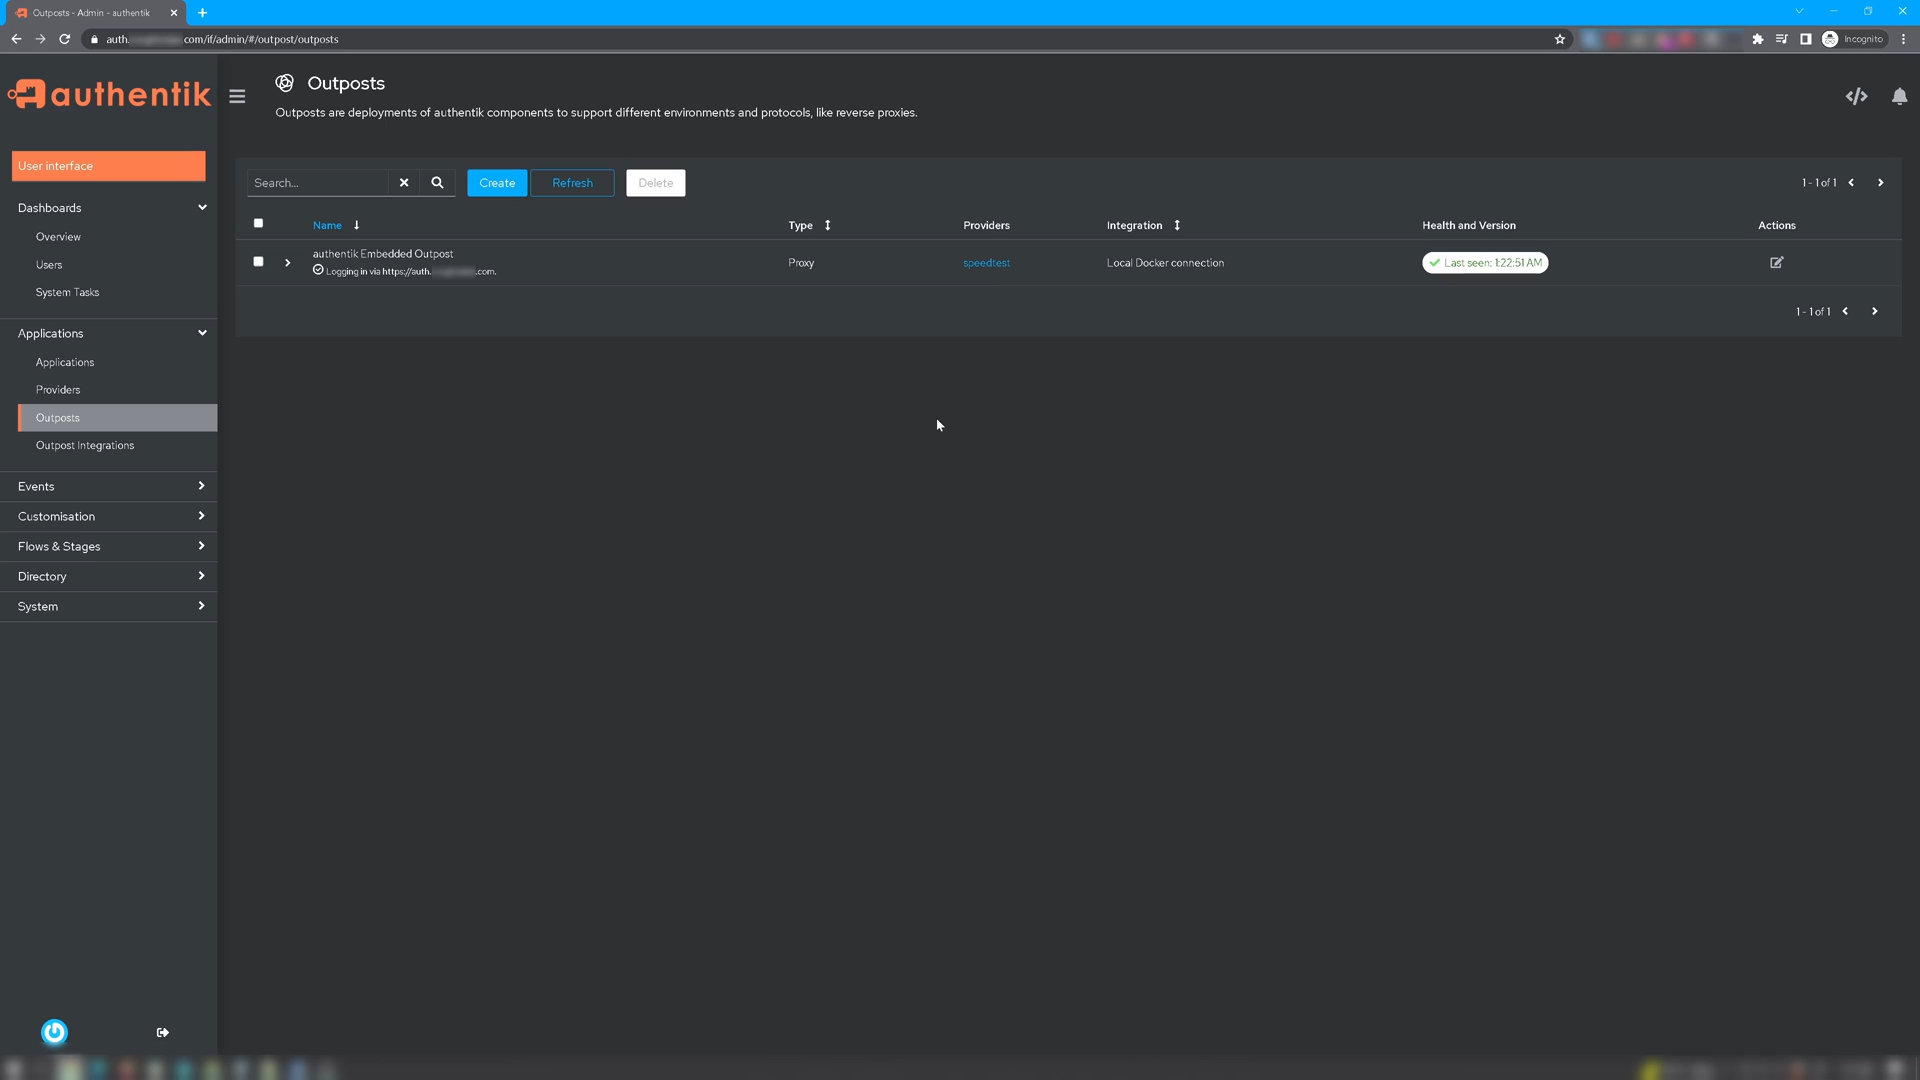 Outposts - Admin - authentik
auth. com/if/admin/#/outpost/outposts
Incognito
authentik
Outposts
Outposts are deployments of authentik components to support different environments and protocols, like reverse proxies.
User interface
Search...
Create
Refresh
Delete
1 - 1 of 1
Name
Type
Providers
Integration
Health and Version
Actions
authentik Embedded Outpost
Logging in via https://auth. .com.
Proxy
speedtest
Local Docker connection
Last seen: 1:22:51 AM
1 - 1 of 1
Dashboards
Overview
Users
System Tasks
Applications
Applications
Providers
Outposts
Outpost Integrations
Events
Customisation
Flows & Stages
Directory
System